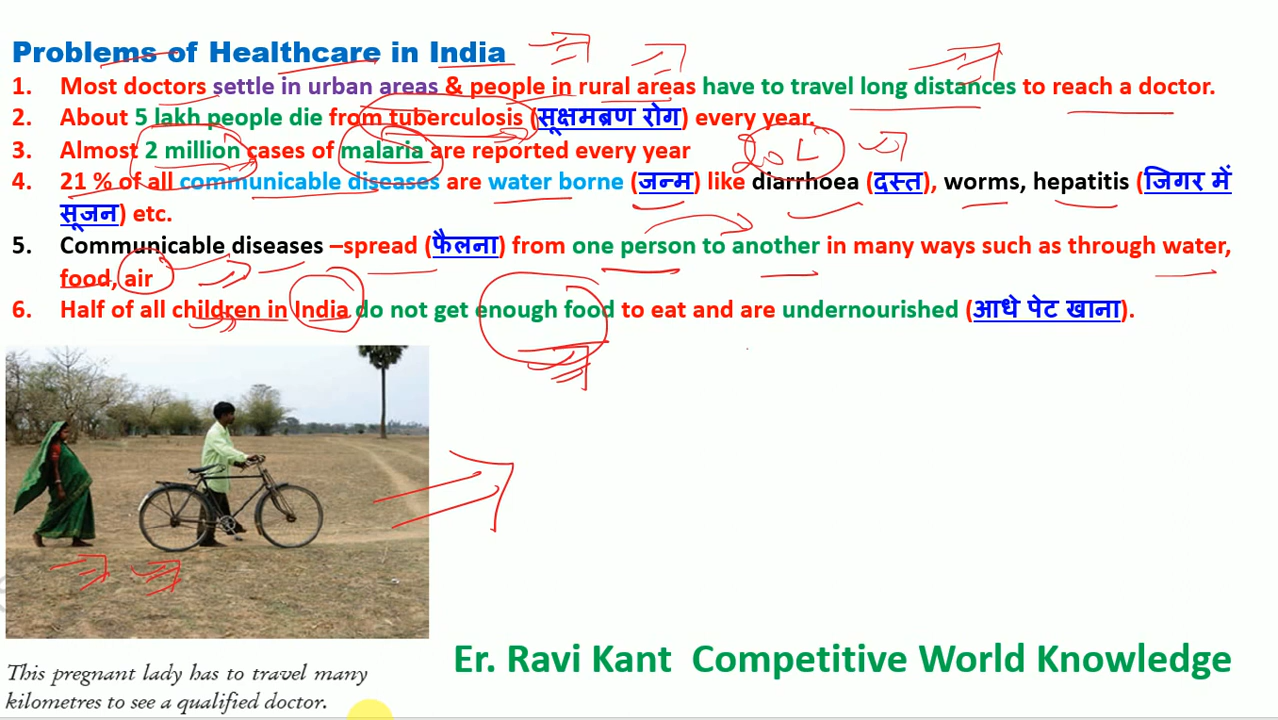 Problems of Healthcare in India
1. Most doctors settle in urban areas & people in rural areas have to travel long distances to reach a doctor.
2. About 5 lakh people die from tuberculosis (सूक्षमब्रण रोग) every year.
3. Almost 2 million cases of malaria are reported every year
20 L
4. 21 % of all communicable diseases are water borne (जन्म) like diarrhoea (दस्त), worms, hepatitis (जिगर में
सूजन) etc.
5. Communicable diseases –spread (फैलना) from one person to another in many ways such as through water,
food, air
6. Half of all children in India do not get enough food to eat and are undernourished (आधे पेट खाना).
This pregnant lady has to travel many
kilometres to see a qualified doctor.
Er. Ravi Kant Competitive World Knowledge